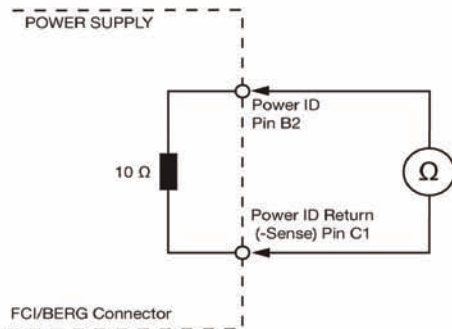 POWER SUPPLY
Power ID
Pin B2
10 Ω
Ω
Power ID Return
(-Sense) Pin C1
FCI/BERG Connector